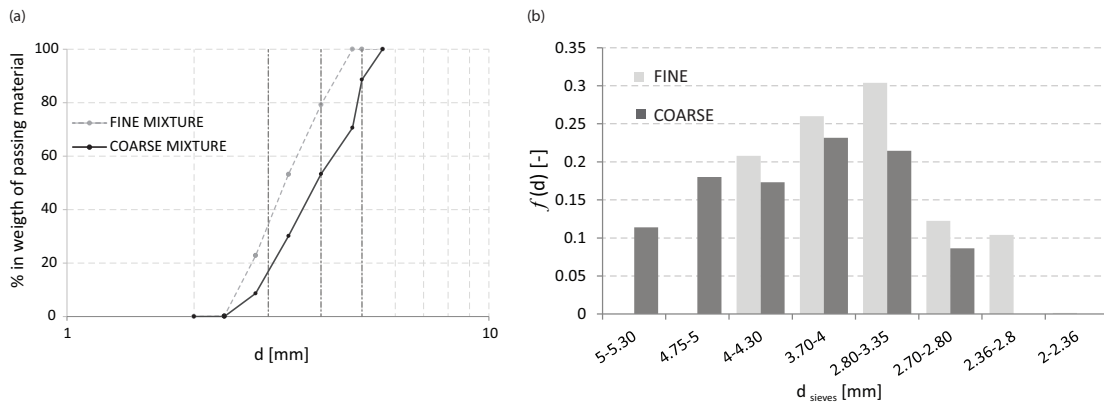 (a)
100
80
60
40
20
0
% in weigth of passing material
FINE MIXTURE
COARSE MIXTURE
1
10
d [mm]
(b)
0.35
0.3
0.25
0.2
0.15
0.1
0.05
0
f(d) [-]
FINE
COARSE
5-5.30
4.75-5
4-4.30
3.70-4
2.80-3.35
2.70-2.80
2.36-2.8
2-2.36
d sieves [mm]